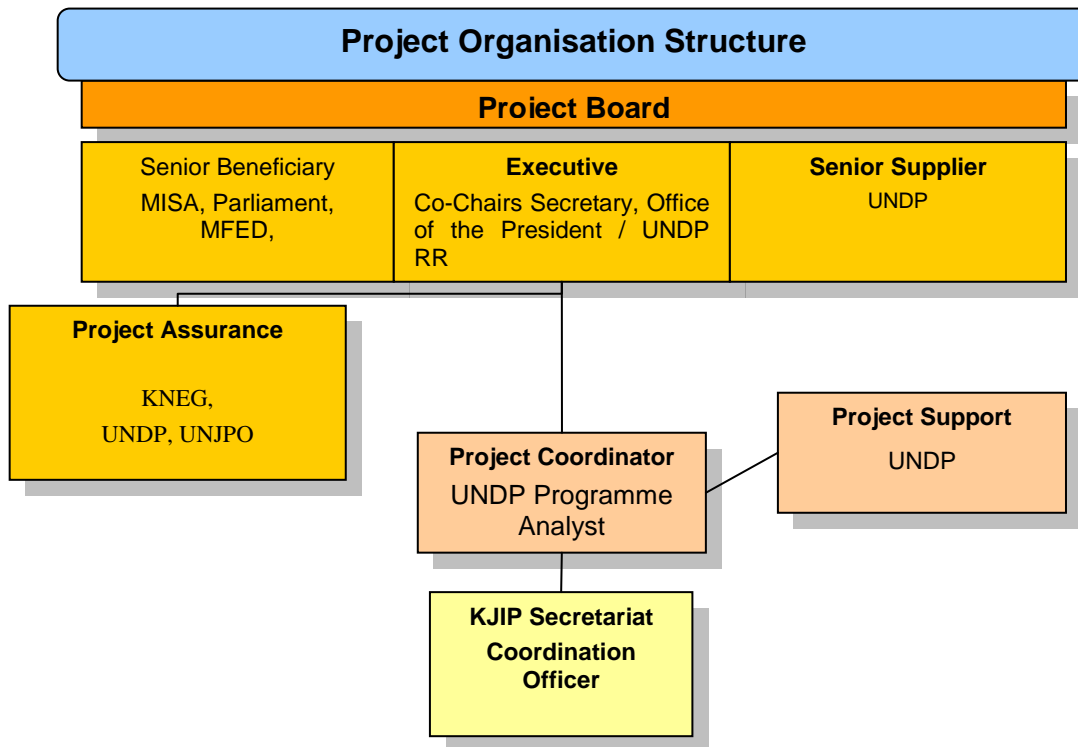 Project Organisation Structure
Project Board
Senior Beneficiary
MISA, Parliament,
MFED,
Executive
Co-Chairs Secretary, Office
of the President / UNDP
RR
Senior Supplier
UNDP
Project Assurance
KNEG,
UNDP, UNJPO
Project Coordinator
UNDP Programme
Analyst
Project Support
UNDP
KJIP Secretariat
Coordination
Officer